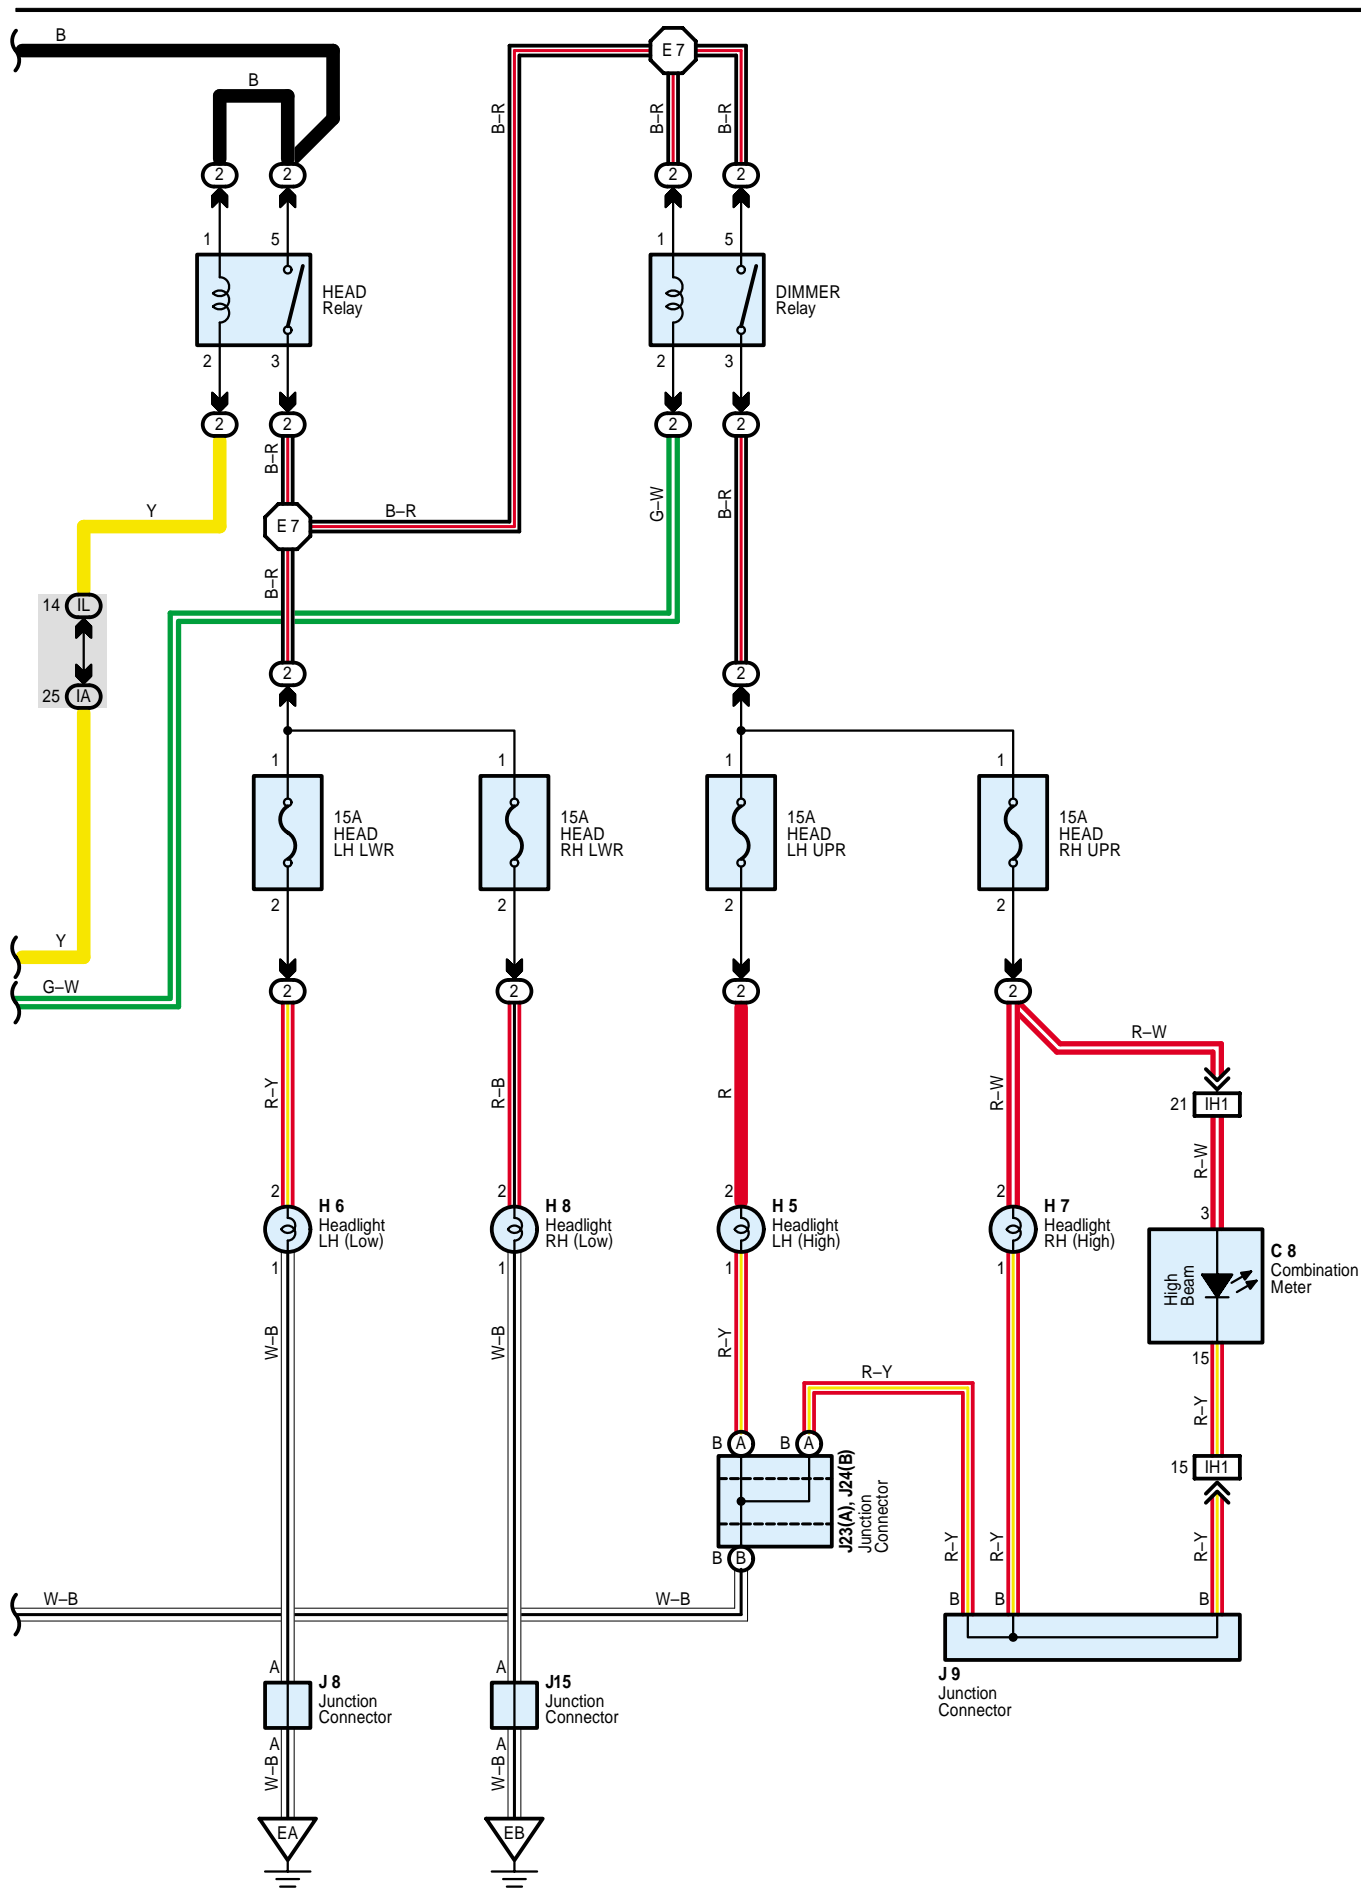 B
E 7
B
B–R
B–R
B–R
2
2
2
2
1
5
1
5
HEAD
Relay
DIMMER
Relay
2
3
2
3
2
2
2
2
B–R
Y
E 7
B–R
G–W
B–R
B–R
14
IL
2
2
25
IA
1
1
1
1
15A
HEAD
LH LWR
15A
HEAD
RH LWR
15A
HEAD
LH UPR
15A
HEAD
RH UPR
2
2
2
2
Y
G–W
2
2
2
2
R–W
R–Y
R–B
R
R–W
21
IH1
R–W
2
H 6
Headlight
LH (Low)
2
H 8
Headlight
RH (Low)
2
H 5
Headlight
LH (High)
2
H 7
Headlight
RH (High)
3
C 8
Combination
Meter
High
Beam
1
1
1
1
W–B
W–B
R–Y
15
R–Y
R–Y
B
A
B
A
15
IH1
J23(A), J24(B)
Junction
Connector
B
B
R–Y
R–Y
R–Y
W–B
W–B
B
B
B
A
J 8
Junction
Connector
A
J15
Junction
Connector
J 9
Junction
Connector
A
A
W–B
W–B
EA
EB